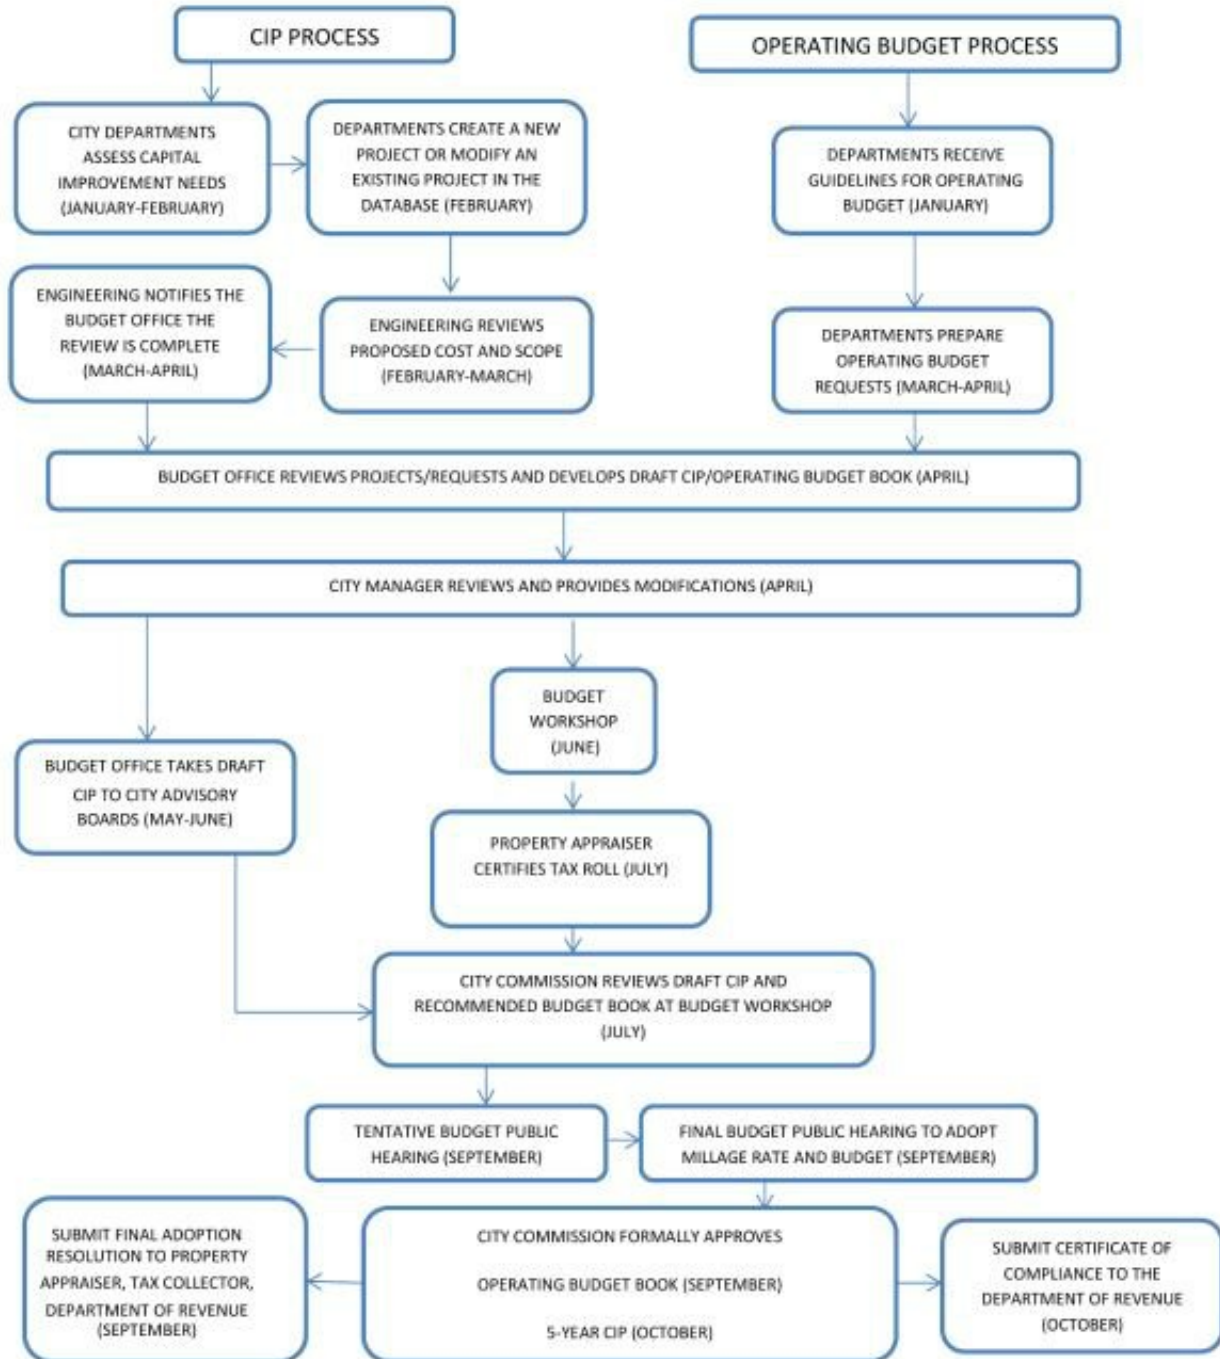 CIP PROCESS
OPERATING BUDGET PROCESS
CITY DEPARTMENTS
ASSESS CAPITAL
IMPROVEMENT NEEDS
(JANUARY-FEBRUARY)
DEPARTMENTS CREATE A NEW
PROJECT OR MODIFY AN
EXISTING PROJECT IN THE
DATABASE (FEBRUARY)
DEPARTMENTS RECEIVE
GUIDELINES FOR OPERATING
BUDGET (JANUARY)
ENGINEERING NOTIFIES THE
BUDGET OFFICE THE
REVIEW IS COMPLETE
(MARCH-APRIL)
ENGINEERING REVIEWS
PROPOSED COST AND SCOPE
(FEBRUARY-MARCH)
DEPARTMENTS PREPARE
OPERATING BUDGET
REQUESTS (MARCH-APRIL)
BUDGET OFFICE REVIEWS PROJECTS/REQUESTS AND DEVELOPS DRAFT CIP/OPERATING BUDGET BOOK (APRIL)
CITY MANAGER REVIEWS AND PROVIDES MODIFICATIONS (APRIL)
BUDGET
WORKSHOP
(JUNE)
BUDGET OFFICE TAKES DRAFT
CIP TO CITY ADVISORY
BOARDS (MAY-JUNE)
PROPERTY APPRAISER
CERTIFIES TAX ROLL (JULY)
CITY COMMISSION REVIEWS DRAFT CIP AND
RECOMMENDED BUDGET BOOK AT BUDGET WORKSHOP
(JULY)
TENTATIVE BUDGET PUBLIC
HEARING (SEPTEMBER)
FINAL BUDGET PUBLIC HEARING TO ADOPT
MILLAGE RATE AND BUDGET (SEPTEMBER)
SUBMIT FINAL ADOPTION
RESOLUTION TO PROPERTY
APPRAISER, TAX COLLECTOR,
DEPARTMENT OF REVENUE
(SEPTEMBER)
CITY COMMISSION FORMALLY APPROVES
OPERATING BUDGET BOOK (SEPTEMBER)
5-YEAR CIP (OCTOBER)
SUBMIT CERTIFICATE OF
COMPLIANCE TO THE
DEPARTMENT OF REVENUE
(OCTOBER)